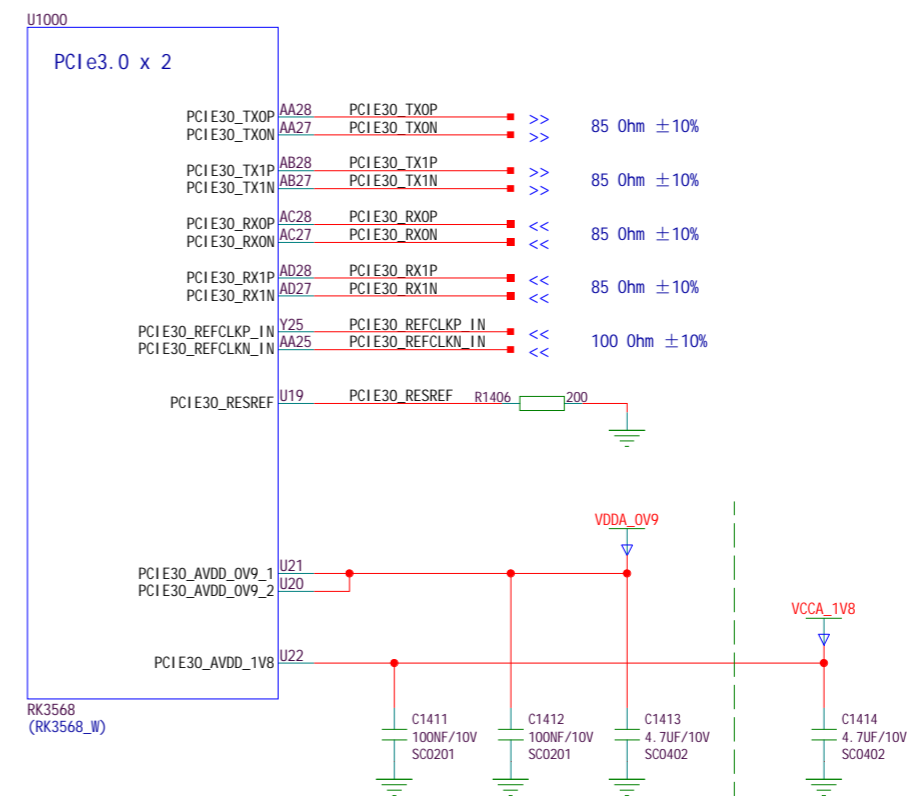 U1000
PCIe3.0 x 2
PCIE30_TX0P AA28 PCIE30_TX0P >>
PCIE30_TX0N AA27 PCIE30_TX0N >>
85 Ohm ±10%
PCIE30_TX1P AB28 PCIE30_TX1P >>
PCIE30_TX1N AB27 PCIE30_TX1N >>
85 Ohm ±10%
PCIE30_RX0P AC28 PCIE30_RX0P <<
PCIE30_RX0N AC27 PCIE30_RX0N <<
85 Ohm ±10%
PCIE30_RX1P AD28 PCIE30_RX1P <<
PCIE30_RX1N AD27 PCIE30_RX1N <<
85 Ohm ±10%
PCIE30_REFCLKP_IN Y25 PCIE30_REFCLKP_IN <<
PCIE30_REFCLKN_IN AA25 PCIE30_REFCLKN_IN <<
100 Ohm ±10%
PCIE30_RESREF U19 PCIE30_RESREF R1406 200
VDDA_0V9
PCIE30_AVDD_0V9_1 U21
PCIE30_AVDD_0V9_2 U20
VCCA_1V8
PCIE30_AVDD_1V8 U22
RK3568
(RK3568_W)
C1411
100NF/10V
SC0201
C1412
100NF/10V
SC0201
C1413
4.7UF/10V
SC0402
C1414
4.7UF/10V
SC0402